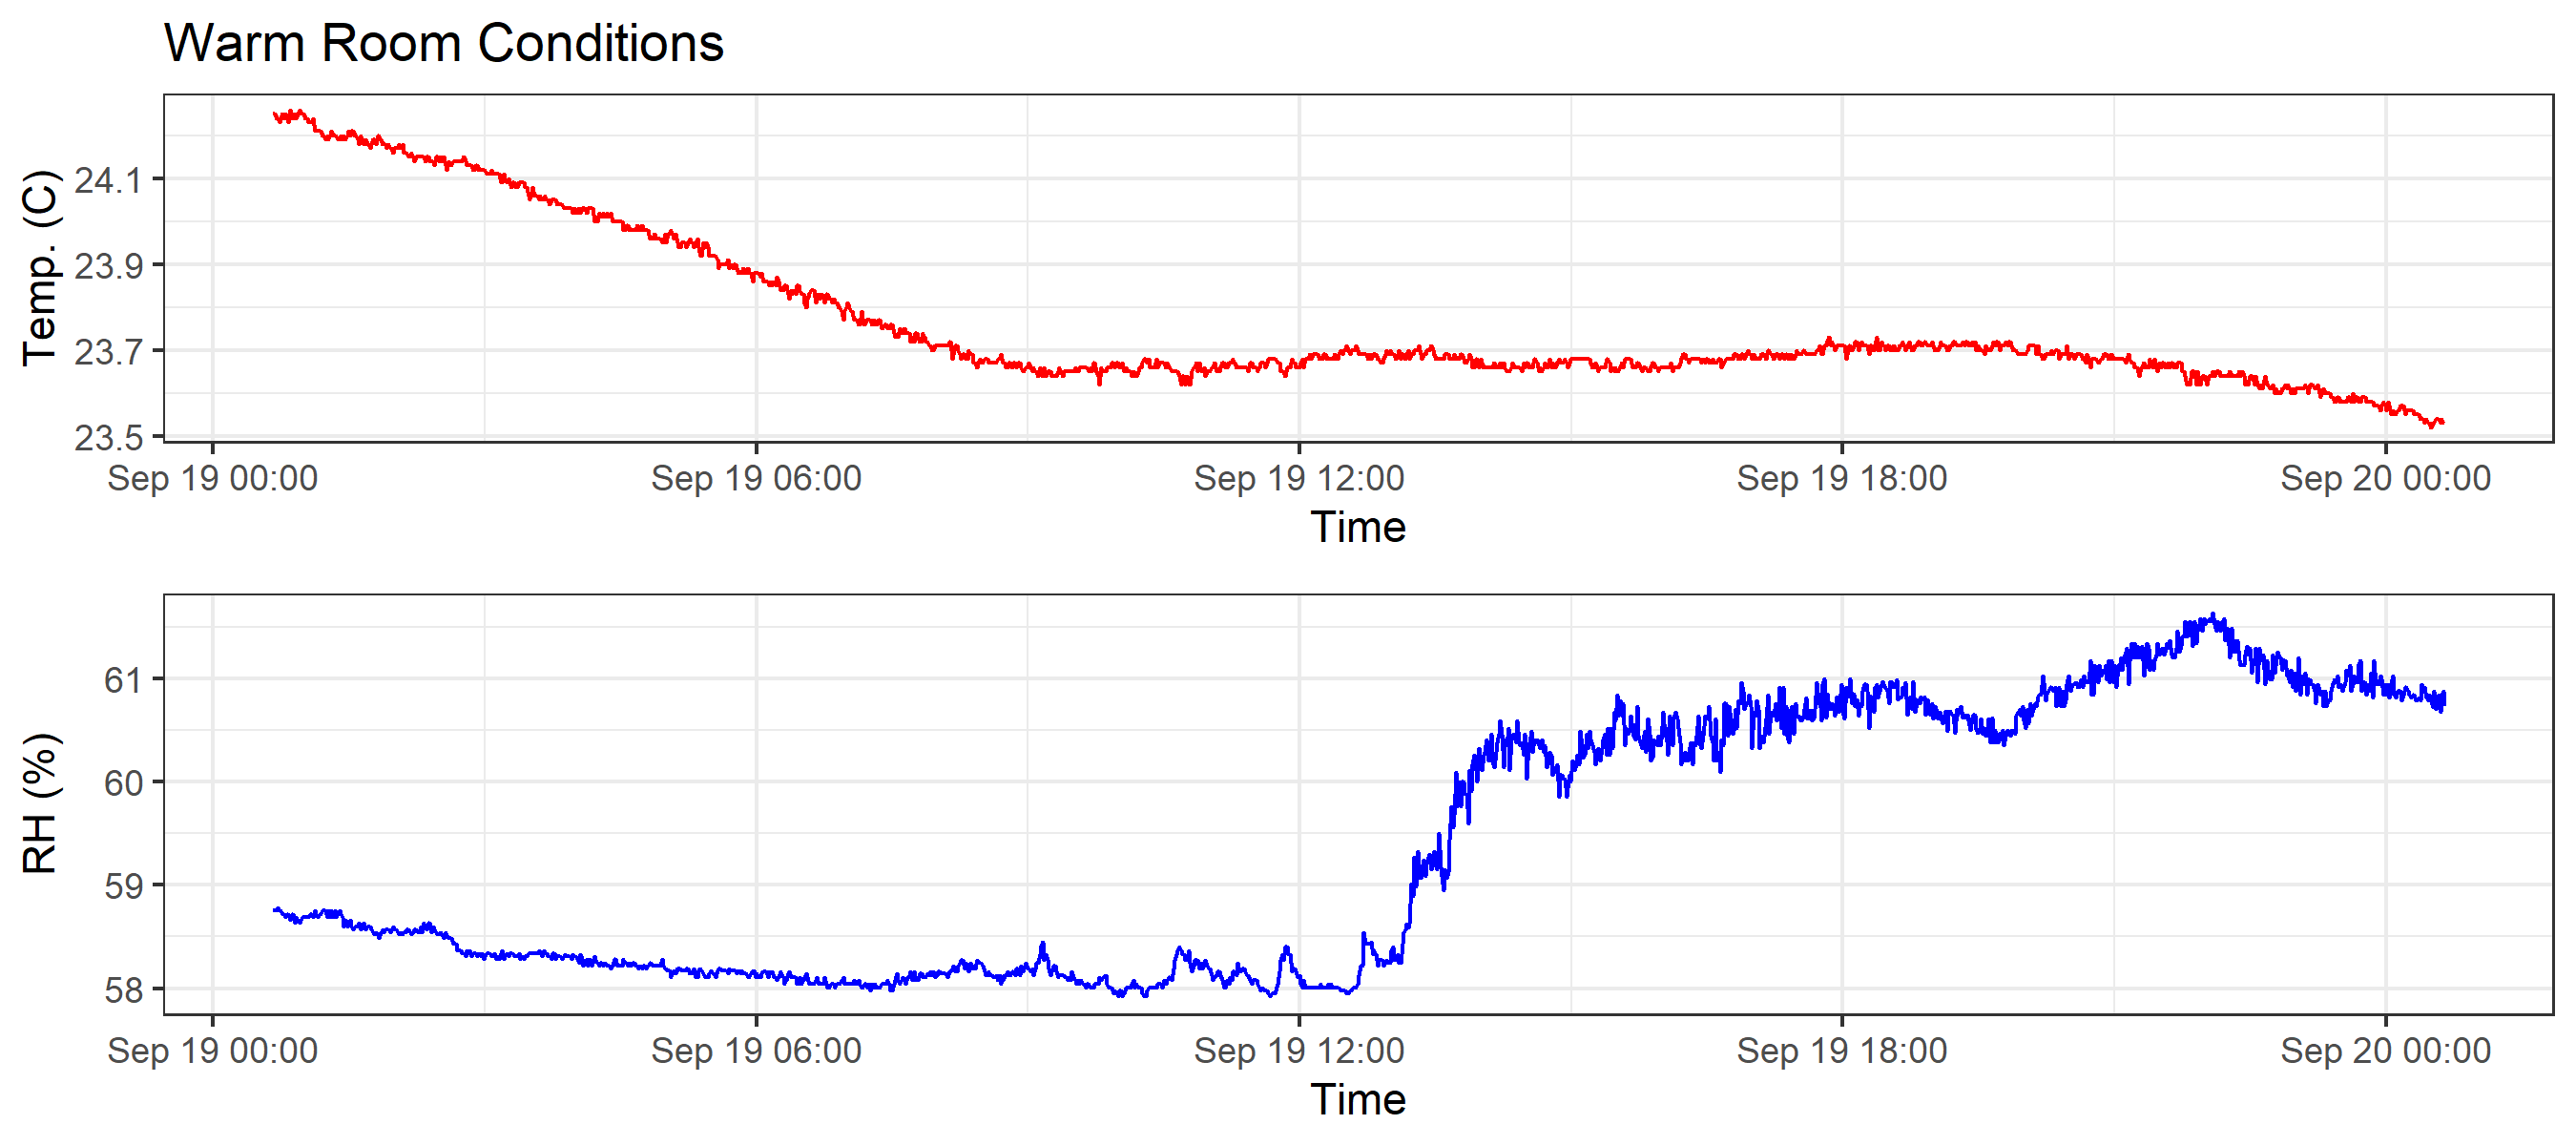 Warm Room Conditions
Temp. (C)
24.1
23.9
23.7
23.5
Sep 19 00:00 Sep 19 06:00 Sep 19 12:00 Sep 19 18:00 Sep 20 00:00
Time
RH (%)
61
60
59
58
Sep 19 00:00 Sep 19 06:00 Sep 19 12:00 Sep 19 18:00 Sep 20 00:00
Time